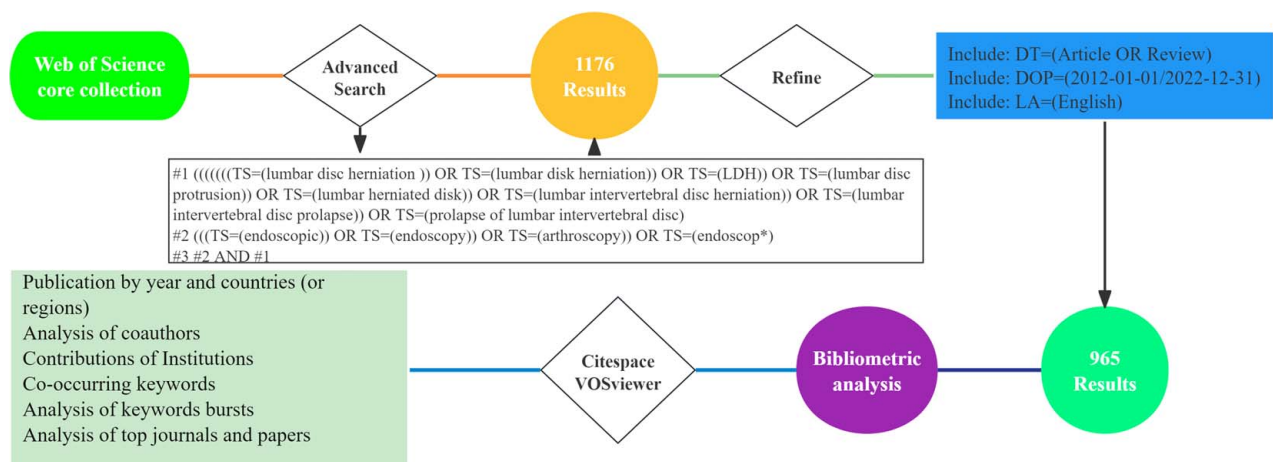 Web of Science
core collection
Advanced
Search
1176
Results
Refine
Include: DT=(Article OR Review)
Include: DOP=(2012-01-01/2022-12-31)
Include: LA=(English)
#1 (((((((TS=(lumbar disc herniation )) OR TS=(lumbar disk herniation)) OR TS=(LDH)) OR TS=(lumbar disc
protrusion)) OR TS=(lumbar herniated disk)) OR TS=(lumbar intervertebral disc herniation)) OR TS=(lumbar
intervertebral disc prolapse)) OR TS=(prolapse of lumbar intervertebral disc)
#2 (((TS=(endoscopic)) OR TS=(endoscopy)) OR TS=(arthroscopy)) OR TS=(endoscop*)
#3 #2 AND #1
965
Results
Bibliometric
analysis
Citespace
VOSviewer
Publication by year and countries (or
regions)
Analysis of coauthors
Contributions of Institutions
Co-occurring keywords
Analysis of keywords bursts
Analysis of top journals and papers